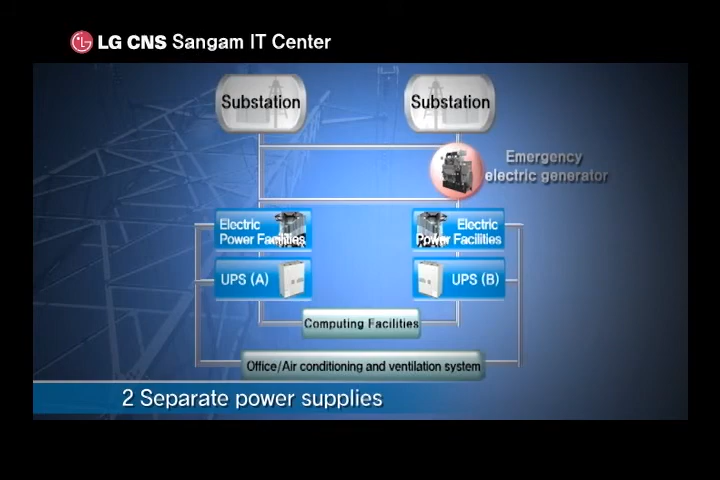 LG CNS Sangam IT Center
Substation
Substation
Emergency
electric generator
Electric
Power Facilities
Electric
Power Facilities
UPS (A)
UPS (B)
Computing Facilities
Office/Air conditioning and ventilation system
2 Separate power supplies